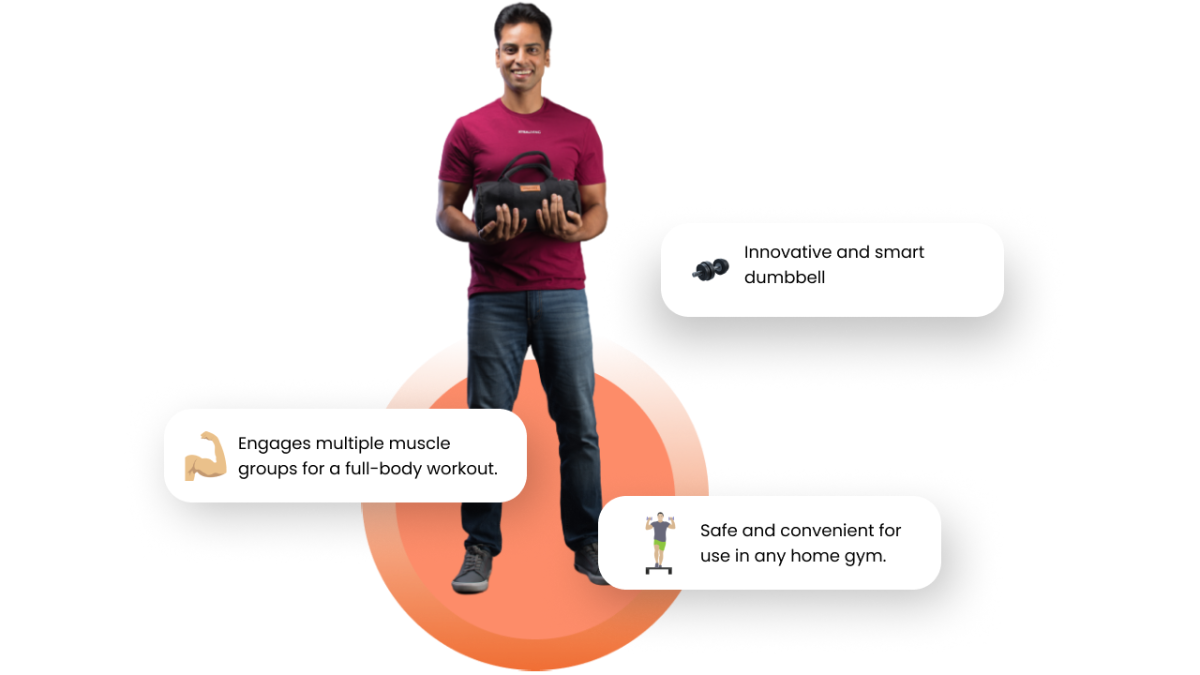 Innovative and smart
dumbbell
Engages multiple muscle
groups for a full-body workout.
Safe and convenient for
use in any home gym.